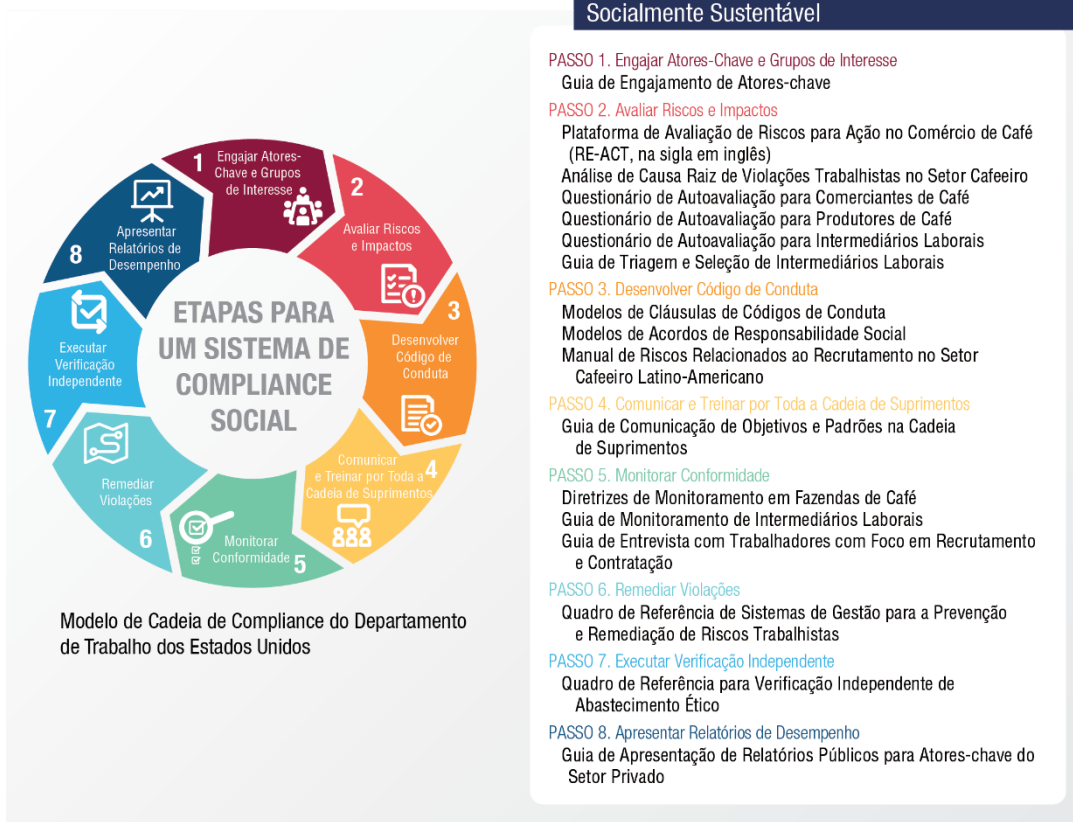 Socialmente Sustentável
1
Engajar Atores-
Chave e Grupos
de Interesse
2
Avaliar Riscos
e Impactos
3
Desenvolver
Código de
Conduta
Comunicar
e Treinar por Toda a
4
Cadeia de Suprimentos
Monitorar
Conformidade
5
Remediar
Violações
6
Executar
Verificação
Independente
7
Apresentar
Relatórios de
Desempenho
8
ETAPAS PARA
UM SISTEMA DE
COMPLIANCE
SOCIAL
Modelo de Cadeia de Compliance do Departamento
de Trabalho dos Estados Unidos
PASSO 1. Engajar Atores-Chave e Grupos de Interesse
Guia de Engajamento de Atores-chave
PASSO 2. Avaliar Riscos e Impactos
Plataforma de Avaliação de Riscos para Ação no Comércio de Café
(RE-ACT, na sigla em inglês)
Análise de Causa Raiz de Violações Trabalhistas no Setor Cafeeiro
Questionário de Autoavaliação para Comerciantes de Café
Questionário de Autoavaliação para Produtores de Café
Questionário de Autoavaliação para Intermediários Laborais
Guia de Triagem e Seleção de Intermediários Laborais
PASSO 3. Desenvolver Código de Conduta
Modelos de Cláusulas de Códigos de Conduta
Modelos de Acordos de Responsabilidade Social
Manual de Riscos Relacionados ao Recrutamento no Setor
Cafeeiro Latino-Americano
PASSO 4. Comunicar e Treinar por Toda a Cadeia de Suprimentos
Guia de Comunicação de Objetivos e Padrões na Cadeia
de Suprimentos
PASSO 5. Monitorar Conformidade
Diretrizes de Monitoramento em Fazendas de Café
Guia de Monitoramento de Intermediários Laborais
Guia de Entrevista com Trabalhadores com Foco em Recrutamento
e Contratação
PASSO 6. Remediar Violações
Quadro de Referência de Sistemas de Gestão para a Prevenção
e Remediação de Riscos Trabalhistas
PASSO 7. Executar Verificação Independente
Quadro de Referência para Verificação Independente de
Abastecimento Ético
PASSO 8. Apresentar Relatórios de Desempenho
Guia de Apresentação de Relatórios Públicos para Atores-chave do
Setor Privado